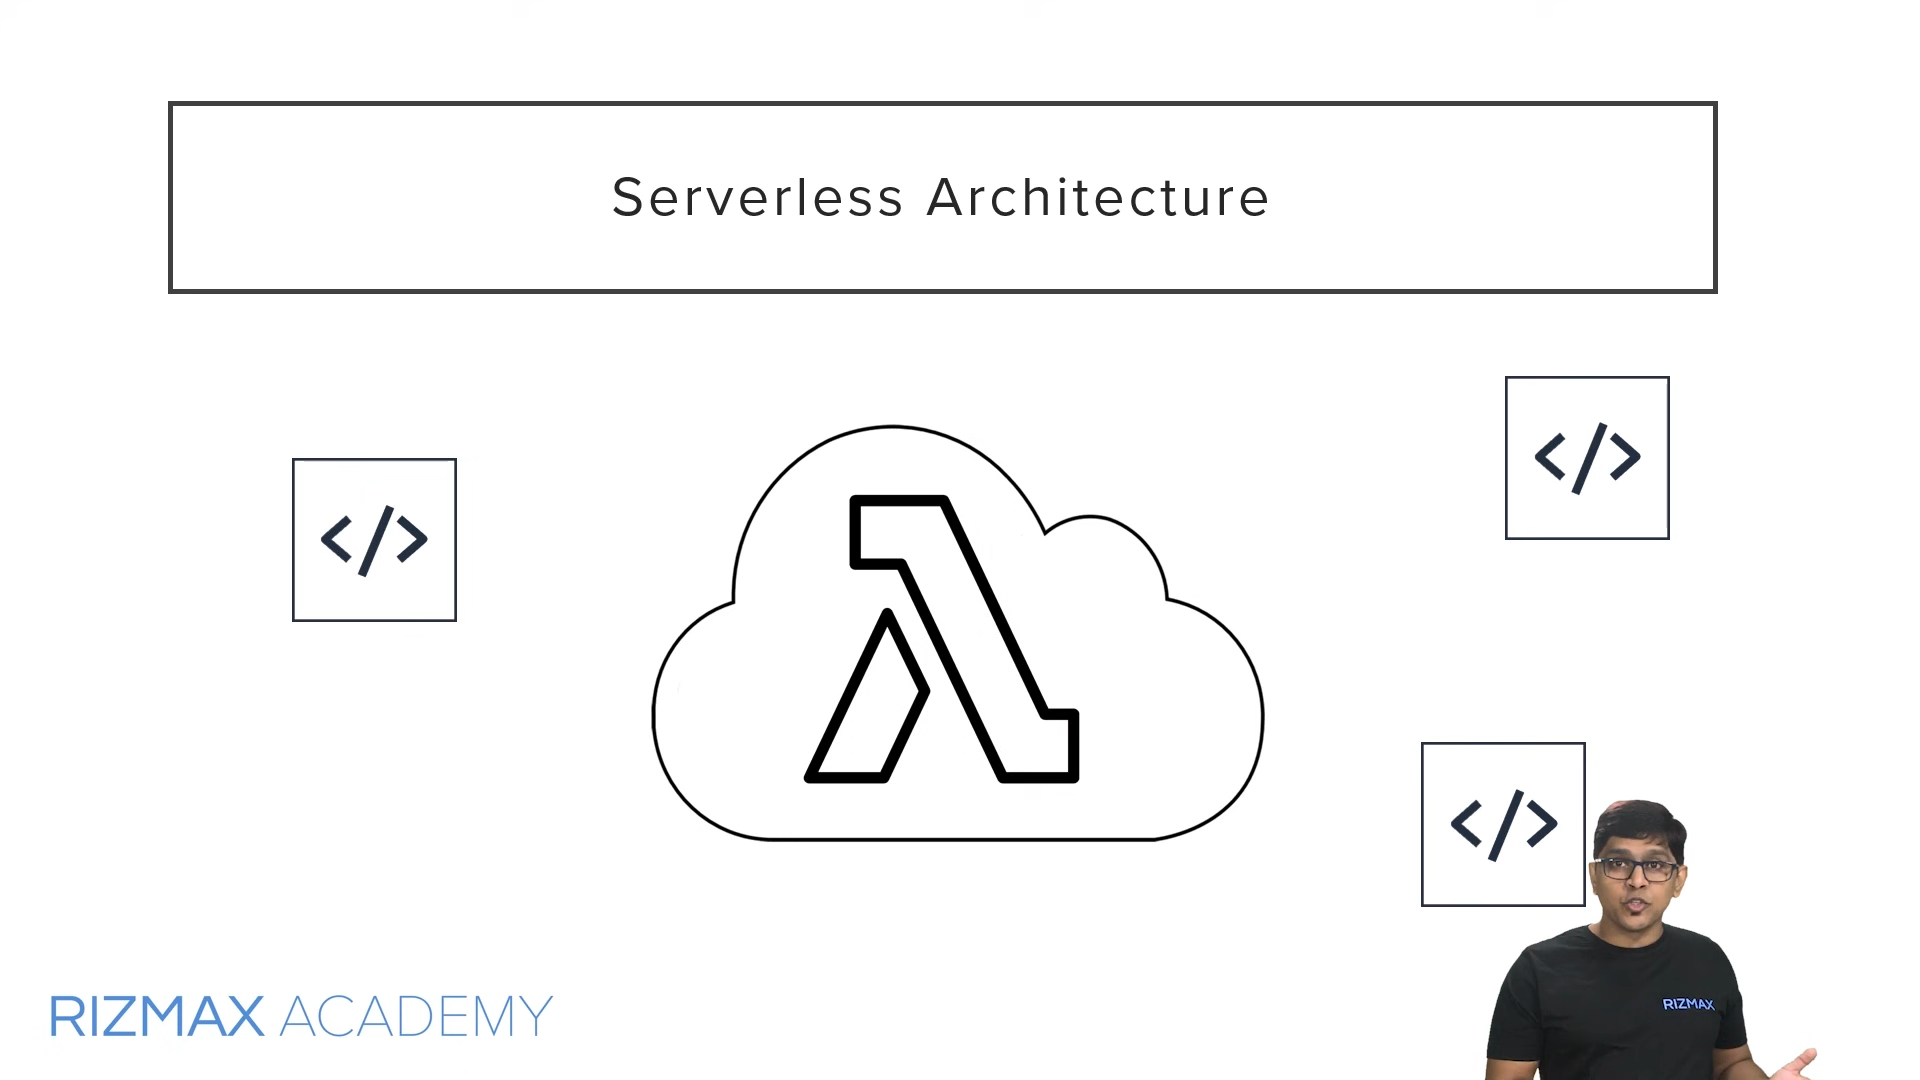 Serverless Architecture
</>
</>
</>
RIZMAX
RIZMAX ACADEMY